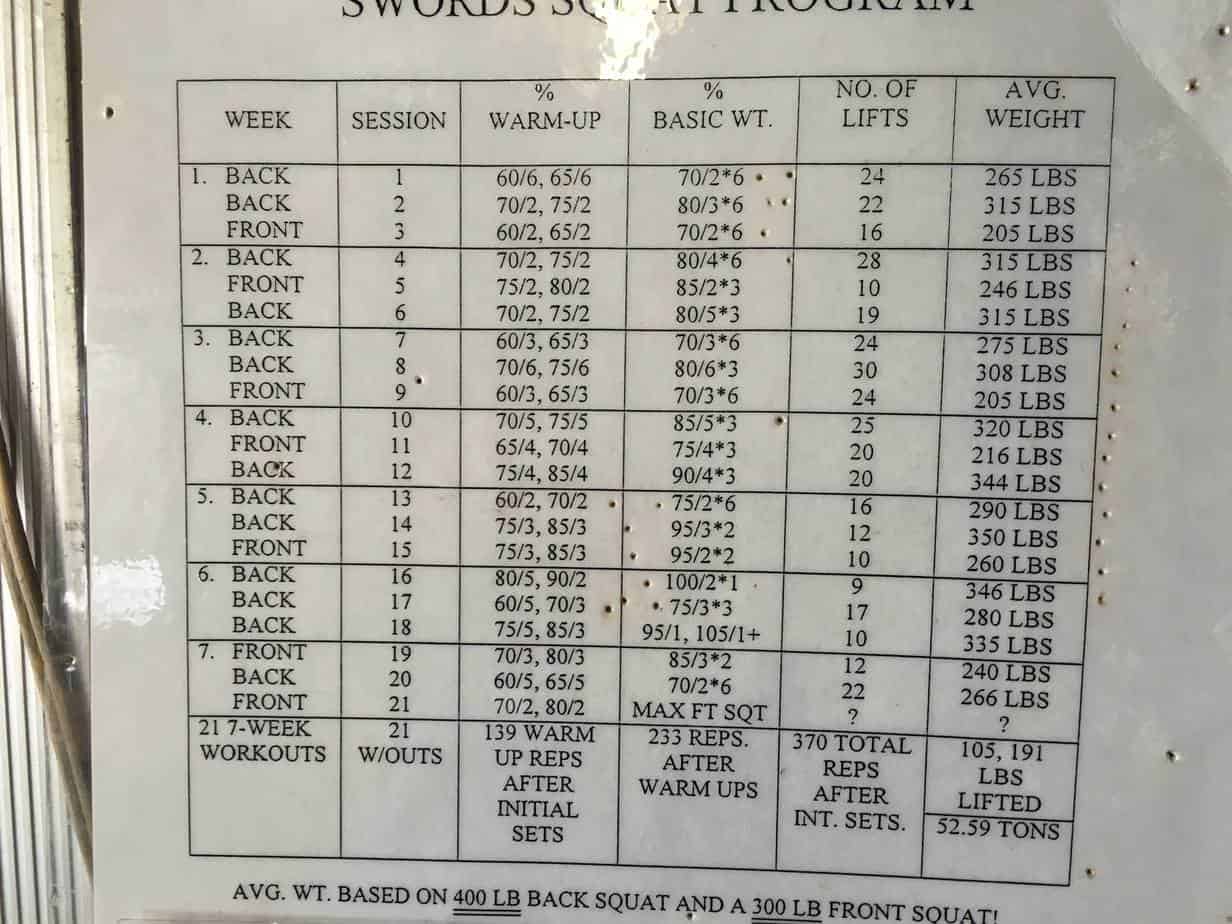 SWORDS SQUAT PROGRAM
WEEK SESSION % WARM-UP % BASIC WT. NO. OF LIFTS AVG. WEIGHT
1. BACK 1 60/6, 65/6 70/2*6 24 265 LBS
BACK 2 70/2, 75/2 80/3*6 22 315 LBS
FRONT 3 60/2, 65/2 70/2*6 16 205 LBS
2. BACK 4 70/2, 75/2 80/4*6 28 315 LBS
FRONT 5 75/2, 80/2 85/2*3 10 246 LBS
BACK 6 70/2, 75/2 80/5*3 19 315 LBS
3. BACK 7 60/3, 65/3 70/3*6 24 275 LBS
BACK 8 70/6, 75/6 80/6*3 30 308 LBS
FRONT 9 60/3, 65/3 70/3*6 24 205 LBS
4. BACK 10 70/5, 75/5 85/5*3 25 320 LBS
FRONT 11 65/4, 70/4 75/4*3 20 216 LBS
BACK 12 75/4, 85/4 90/4*3 20 344 LBS
5. BACK 13 60/2, 70/2 75/2*6 16 290 LBS
BACK 14 75/3, 85/3 95/3*2 12 350 LBS
FRONT 15 75/3, 85/3 95/2*2 10 260 LBS
6. BACK 16 80/5, 90/2 100/2*1 9 346 LBS
BACK 17 60/5, 70/3 75/3*3 17 280 LBS
BACK 18 75/5, 85/3 95/1, 105/1+ 10 335 LBS
7. FRONT 19 70/3, 80/3 85/3*2 12 240 LBS
BACK 20 60/5, 65/5 70/2*6 22 266 LBS
FRONT 21 70/2, 80/2 MAX FT SQT ? ?
21 7-WEEK 21 139 WARM 233 REPS. 370 TOTAL 105, 191
WORKOUTS W/OUTS UP REPS AFTER REPS LBS
AFTER WARM UPS AFTER LIFTED
INITIAL INT. SETS. 52.59 TONS
SETS
AVG. WT. BASED ON 400 LB BACK SQUAT AND A 300 LB FRONT SQUAT!